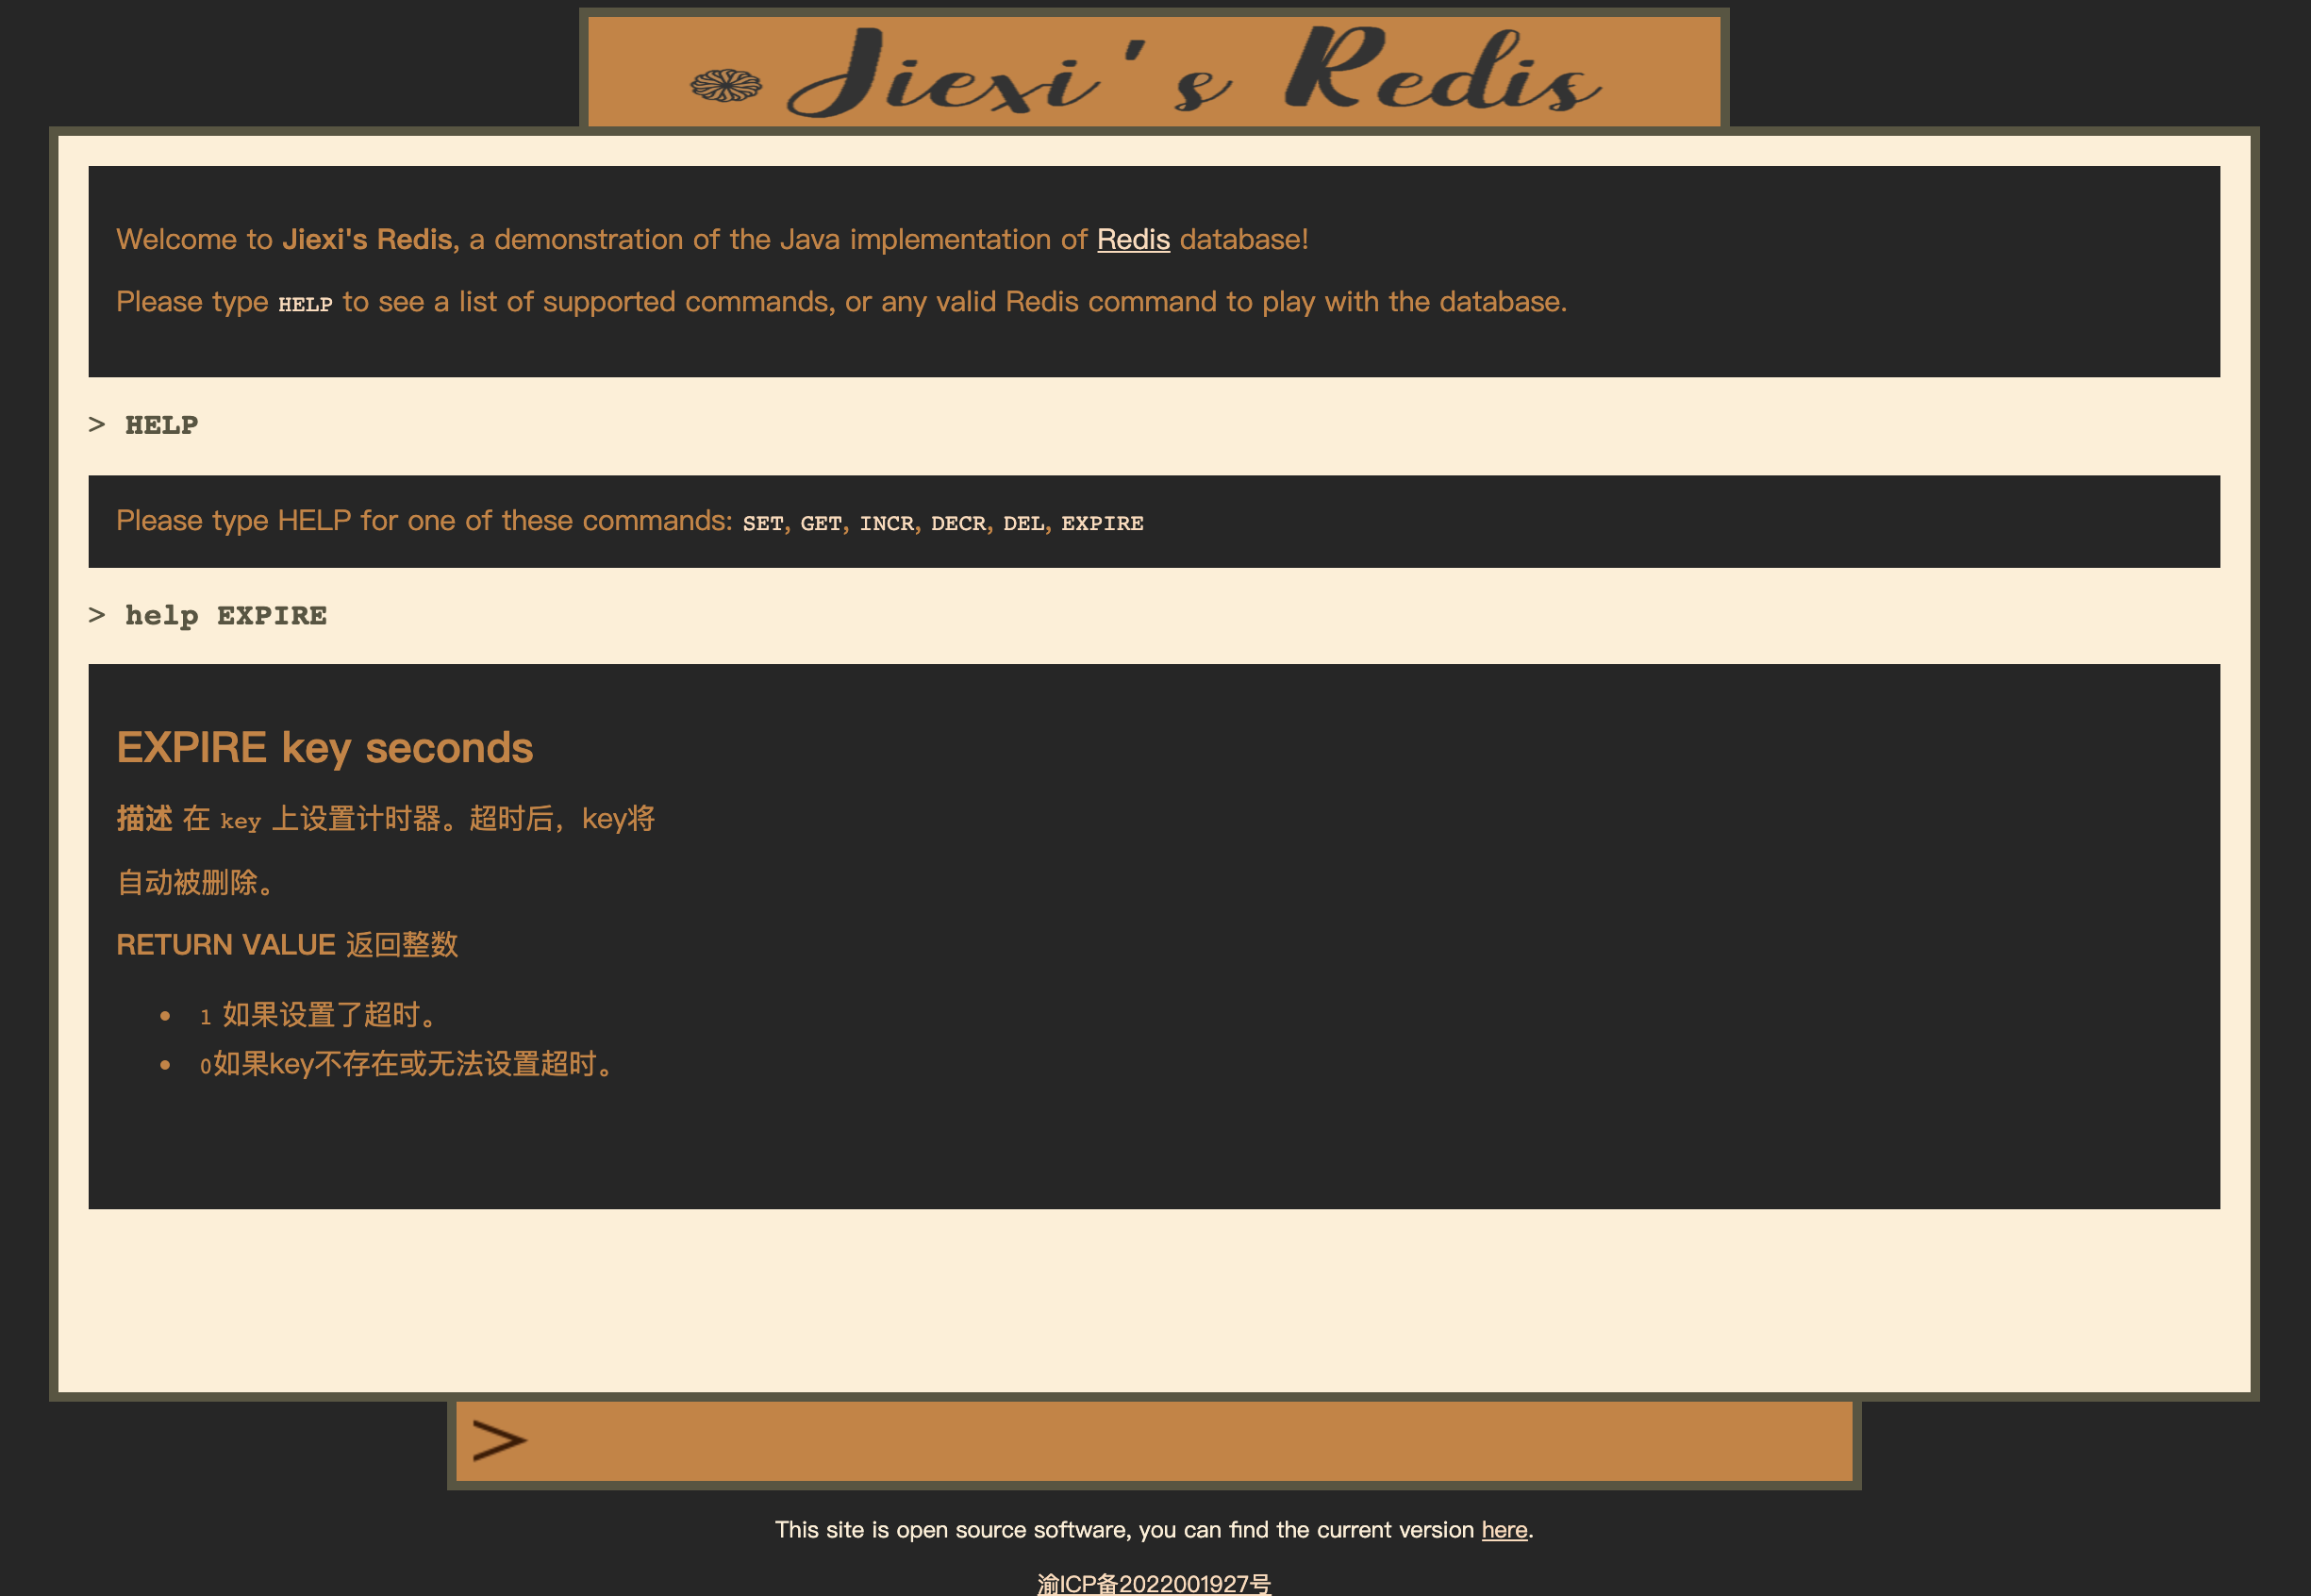 Jiexi's Redis
Welcome to Jiexi's Redis, a demonstration of the Java implementation of Redis database!
Please type HELP to see a list of supported commands, or any valid Redis command to play with the database.
> HELP
Please type HELP for one of these commands: SET, GET, INCR, DECR, DEL, EXPIRE
> help EXPIRE
EXPIRE key seconds
描述 在 key 上设置计时器。超时后，key将
自动被删除。
RETURN VALUE 返回整数
• 1 如果设置了超时。
• 0如果key不存在或无法设置超时。
>
This site is open source software, you can find the current version here.
渝ICP备2022001927号